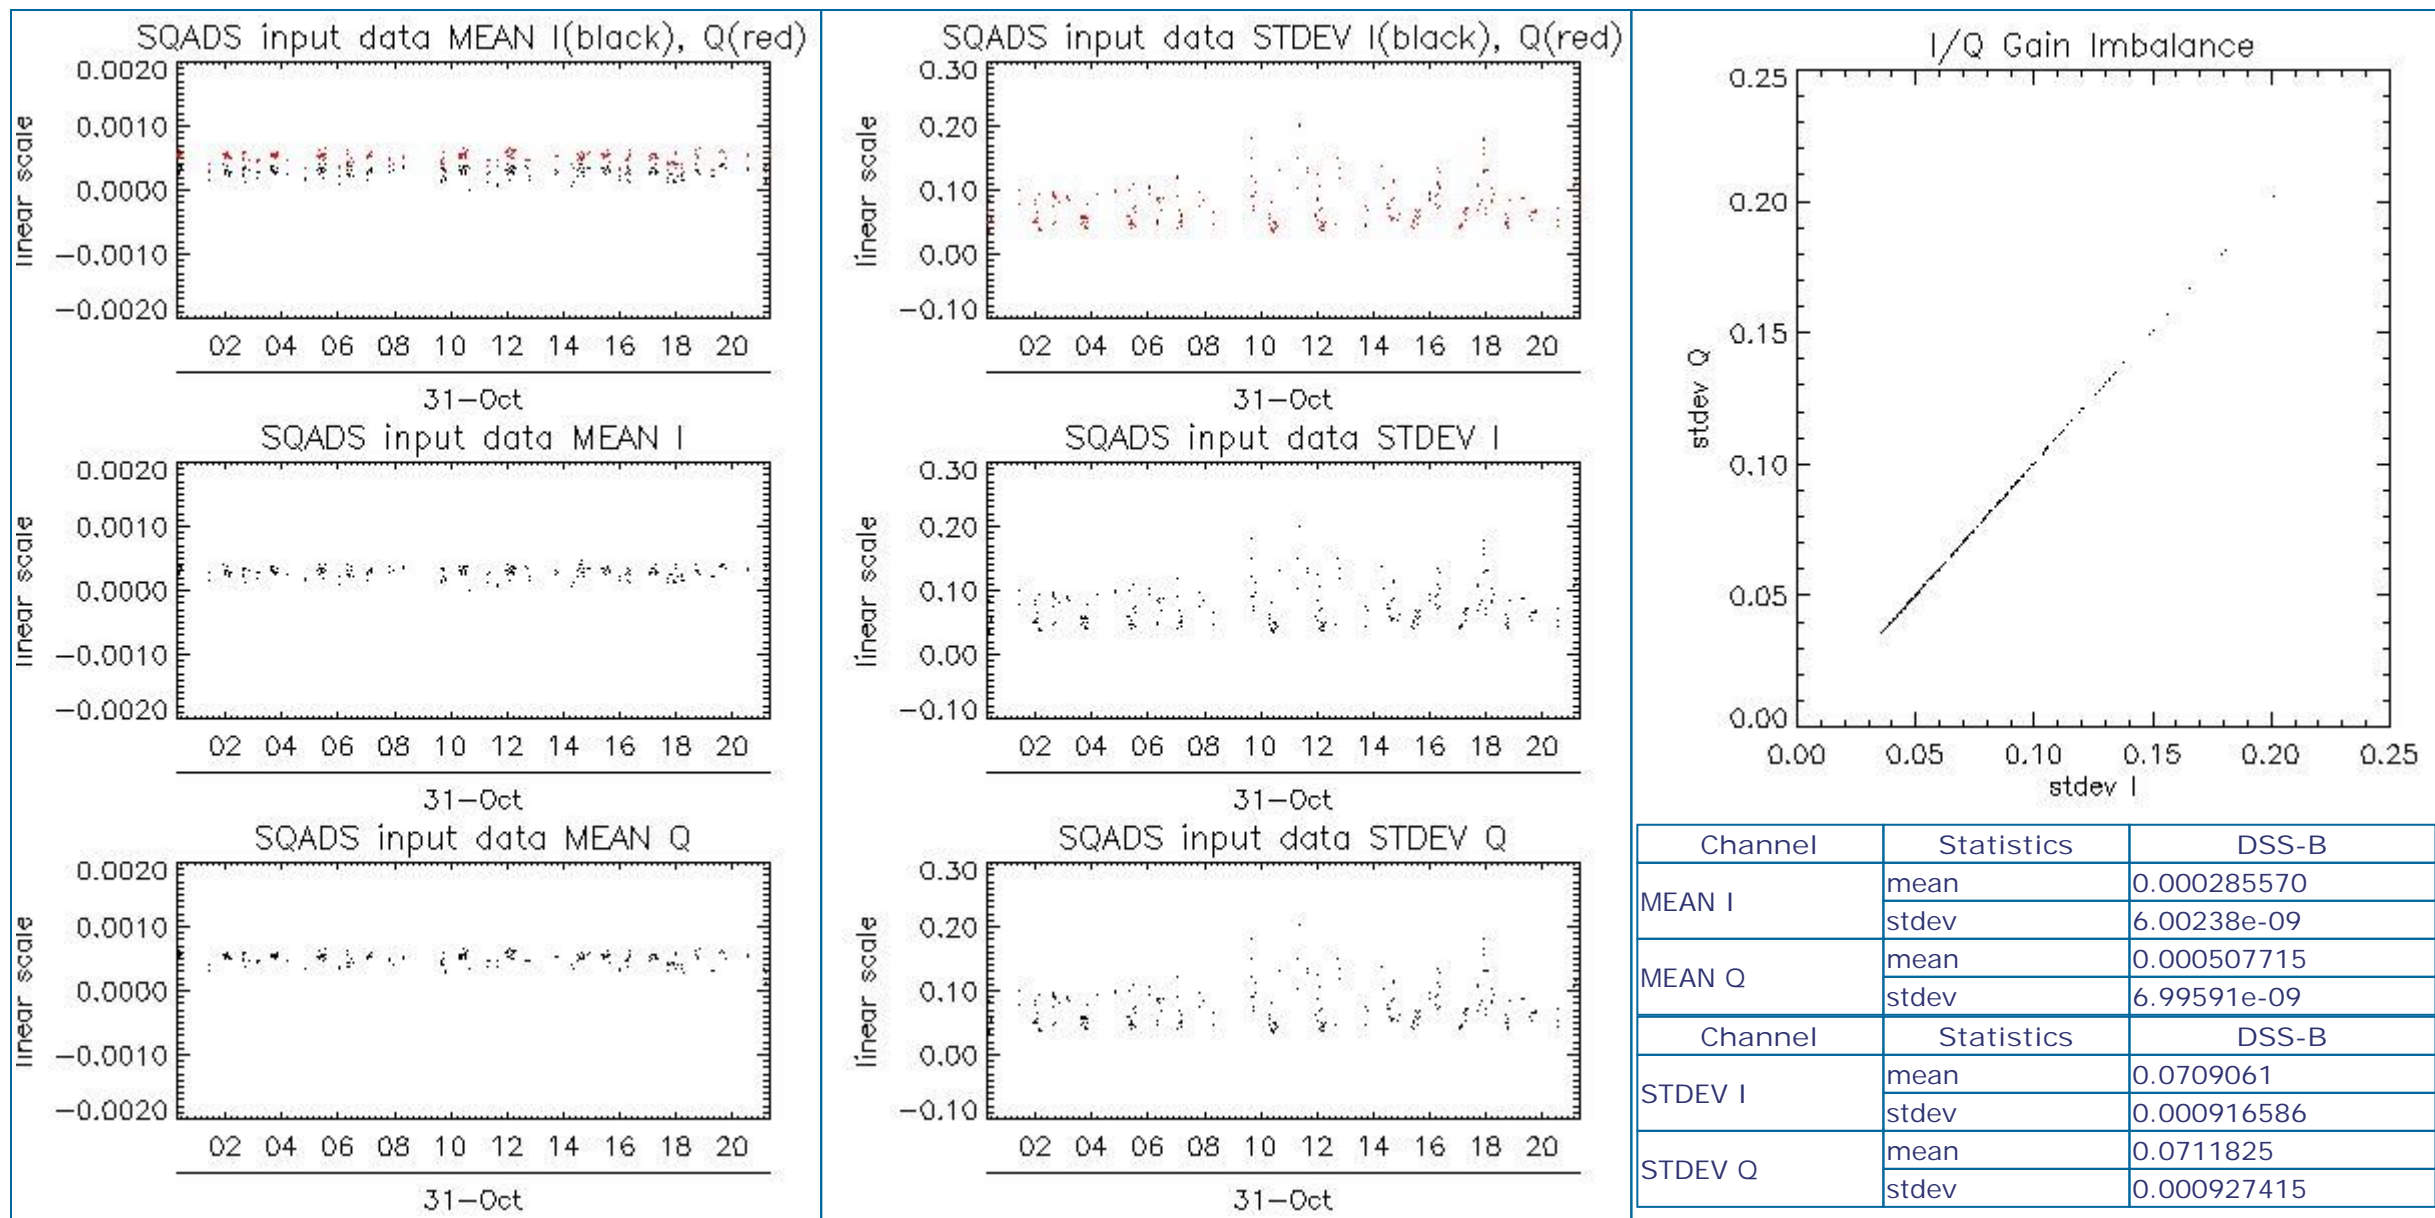 SQADS input data MEAN I(black), Q(red)
0.0020
0.0010
0.0000
−0.0010
−0.0020
linear scale
02 04 06 08 10 12 14 16 18 20
31−Oct
SQADS input data MEAN I
0.0020
0.0010
0.0000
−0.0010
−0.0020
linear scale
02 04 06 08 10 12 14 16 18 20
31−Oct
SQADS input data MEAN Q
0.0020
0.0010
0.0000
−0.0010
−0.0020
linear scale
02 04 06 08 10 12 14 16 18 20
31−Oct
SQADS input data STDEV I(black), Q(red)
0.30
0.20
0.10
0.00
−0.10
linear scale
02 04 06 08 10 12 14 16 18 20
31−Oct
SQADS input data STDEV I
0.30
0.20
0.10
0.00
−0.10
linear scale
02 04 06 08 10 12 14 16 18 20
31−Oct
SQADS input data STDEV Q
0.30
0.20
0.10
0.00
−0.10
linear scale
02 04 06 08 10 12 14 16 18 20
31−Oct
I/Q Gain Imbalance
0.25
0.20
0.15
0.10
0.05
0.00
stdev Q
0.00 0.05 0.10 0.15 0.20 0.25
stdev I
Channel Statistics DSS-B
MEAN I
mean 0.000285570
stdev 6.00238e-09
MEAN Q
mean 0.000507715
stdev 6.99591e-09
Channel Statistics DSS-B
STDEV I
mean 0.0709061
stdev 0.000916586
STDEV Q
mean 0.0711825
stdev 0.000927415